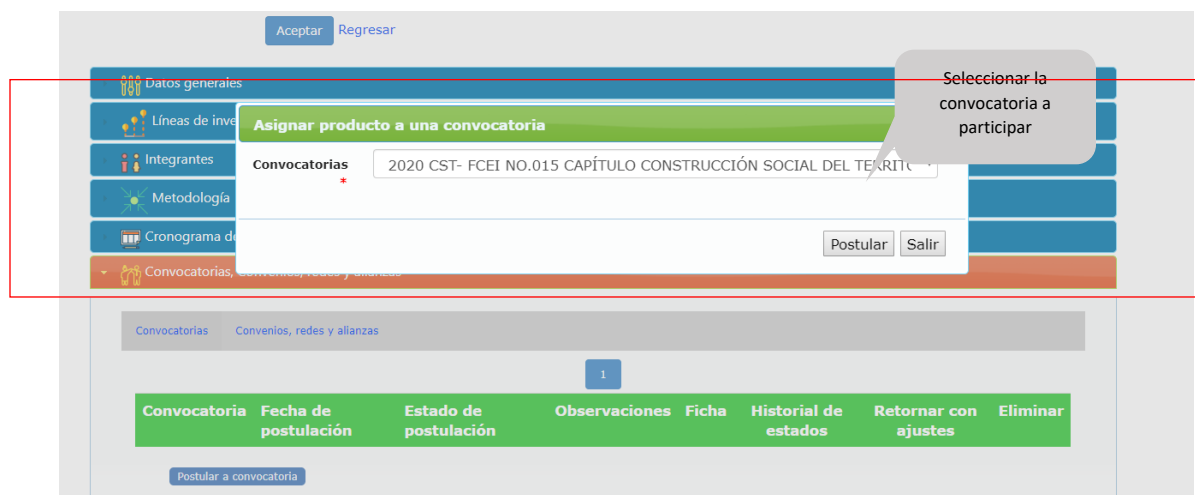 Aceptar Regresar
Datos generales
Seleccionar la
convocatoria a
participar
Líneas de inve
Asignar producto a una convocatoria
Integrantes
Convocatorias
*
2020 CST- FCEI NO.015 CAPÍTULO CONSTRUCCIÓN SOCIAL DEL TERRITO
Metodología
Cronograma de
Postular Salir
Convocatorias, Convenios, redes y alianzas
Convocatorias Convenios, redes y alianzas
1
Convocatoria Fecha de postulación Estado de postulación Observaciones Ficha Historial de estados Retornar con ajustes Eliminar
Postular a convocatoria